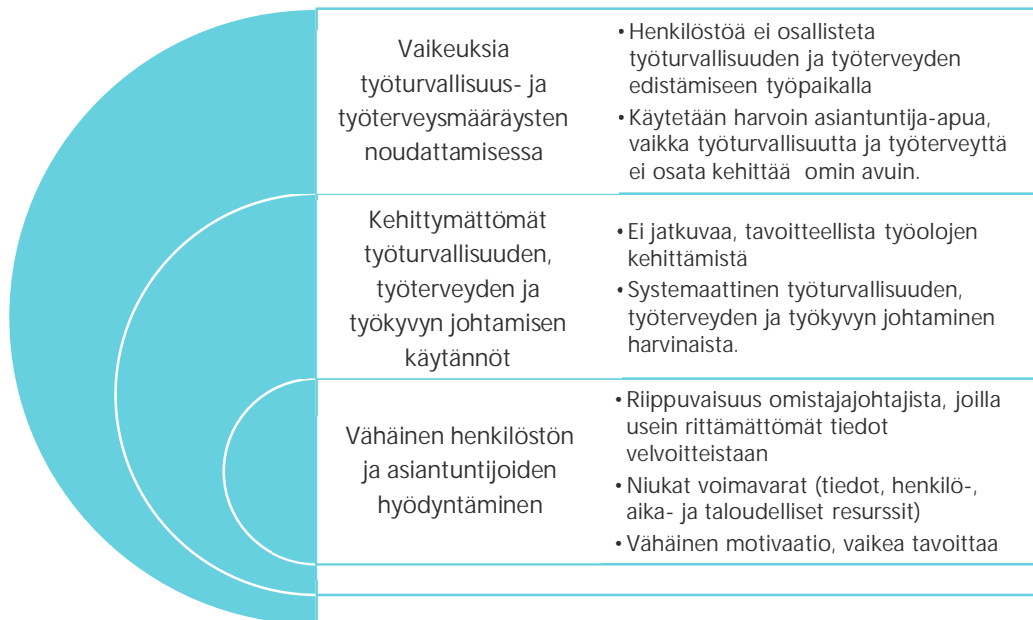 Vaikeuksia
työturvallisuus- ja
työterveysmääräysten
noudattamisessa
• Henkilöstöä ei osallisteta
työturvallisuuden ja työterveyden
edistämiseen työpaikalla
• Käytetään harvoin asiantuntija-apua,
vaikka työturvallisuutta ja työterveyttä
ei osata kehittää omin avuin.
Kehittymättömät
työturvallisuuden,
työterveyden ja
työkyvyn johtamisen
käytännöt
• Ei jatkuvaa, tavoitteellista työolojen
kehittämistä
• Systemaattinen työturvallisuuden,
työterveyden ja työkyvyn johtaminen
harvinaista.
Vähäinen henkilöstön
ja asiantuntijoiden
hyödyntäminen
• Riippuvaisuus omistajajohtajista, joilla
usein rittämättömät tiedot
velvoitteistaan
• Niukat voimavarat (tiedot, henkilö-,
aika- ja taloudelliset resurssit)
• Vähäinen motivaatio, vaikea tavoittaa